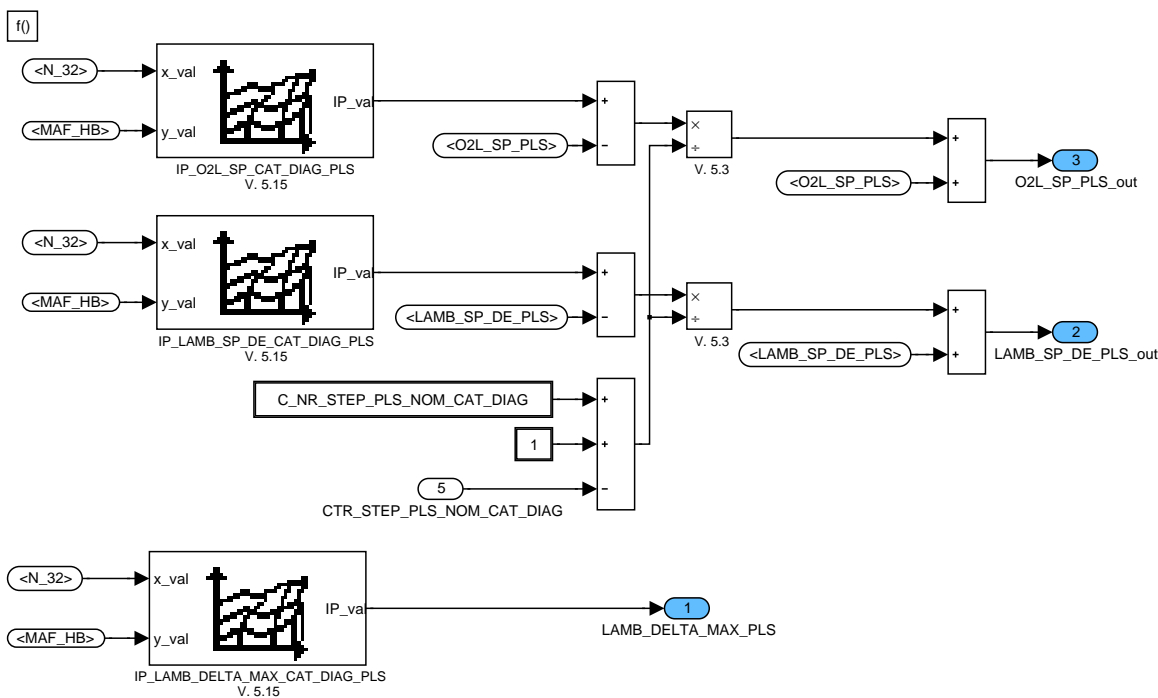 f()
<N_32>
x_val
<MAF_HB>
y_val
IP_val
IP_O2L_SP_CAT_DIAG_PLS
V. 5.15
+
<O2L_SP_PLS>
−
×
÷
V. 5.3
+
<O2L_SP_PLS>
+
3
O2L_SP_PLS_out
<N_32>
x_val
<MAF_HB>
y_val
IP_val
IP_LAMB_SP_DE_CAT_DIAG_PLS
V. 5.15
+
<LAMB_SP_DE_PLS>
−
×
÷
V. 5.3
+
<LAMB_SP_DE_PLS>
+
2
LAMB_SP_DE_PLS_out
C_NR_STEP_PLS_NOM_CAT_DIAG
+
1
+
5
−
CTR_STEP_PLS_NOM_CAT_DIAG
<N_32>
x_val
<MAF_HB>
y_val
IP_val
IP_LAMB_DELTA_MAX_CAT_DIAG_PLS
V. 5.15
1
LAMB_DELTA_MAX_PLS